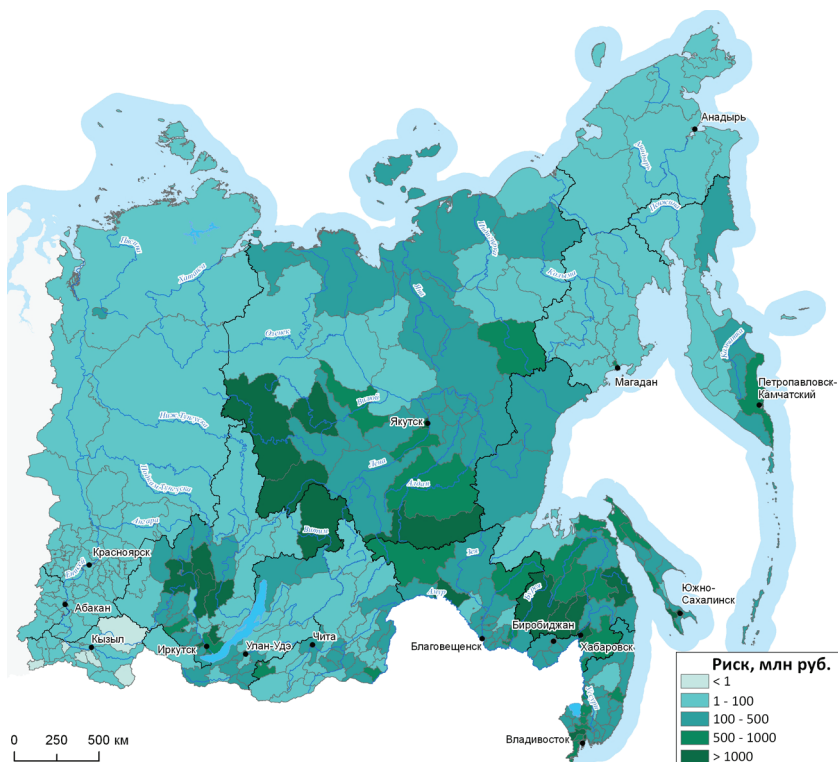 Анадырь
Анадырь
Пенжина
Пясина
Хатанга
Индигирка
Колыма
Яна
Оленек
Камчатка
Магадан
Петропавловск-
Камчатский
Вилюй
Якутск
Ниж.Тунгуска
Лена
Подкам.Тунгуска
Алдан
Ангара
Витим
Зея
Красноярск
Енисей
Амур
Бурея
Абакан
Южно-
Сахалинск
Кызыл
Иркутск
Улан-Удэ
Чита
Биробиджан
Благовещенск
Хабаровск
Уссури
Владивосток
0 250 500 км
Риск, млн руб.
< 1
1 - 100
100 - 500
500 - 1000
> 1000